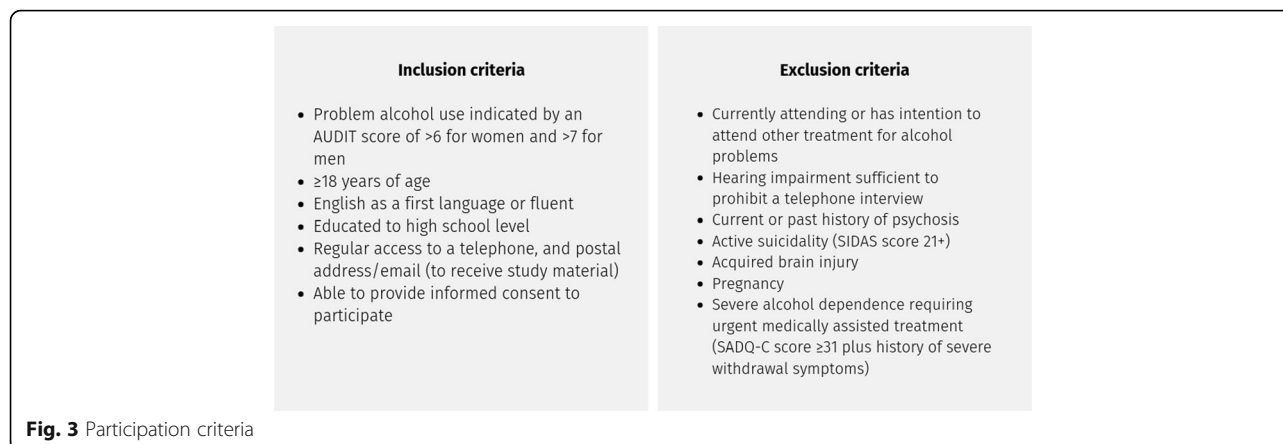 Inclusion criteria
• Problem alcohol use indicated by an
AUDIT score of >6 for women and >7 for
men
• ≥18 years of age
• English as a first language or fluent
• Educated to high school level
• Regular access to a telephone, and postal
address/email (to receive study material)
• Able to provide informed consent to
participate
Exclusion criteria
• Currently attending or has intention to
attend other treatment for alcohol
problems
• Hearing impairment sufficient to
prohibit a telephone interview
• Current or past history of psychosis
• Active suicidality (SIDAS score 21+)
• Acquired brain injury
• Pregnancy
• Severe alcohol dependence requiring
urgent medically assisted treatment
(SADQ-C score ≥31 plus history of severe
withdrawal symptoms)
Fig. 3 Participation criteria